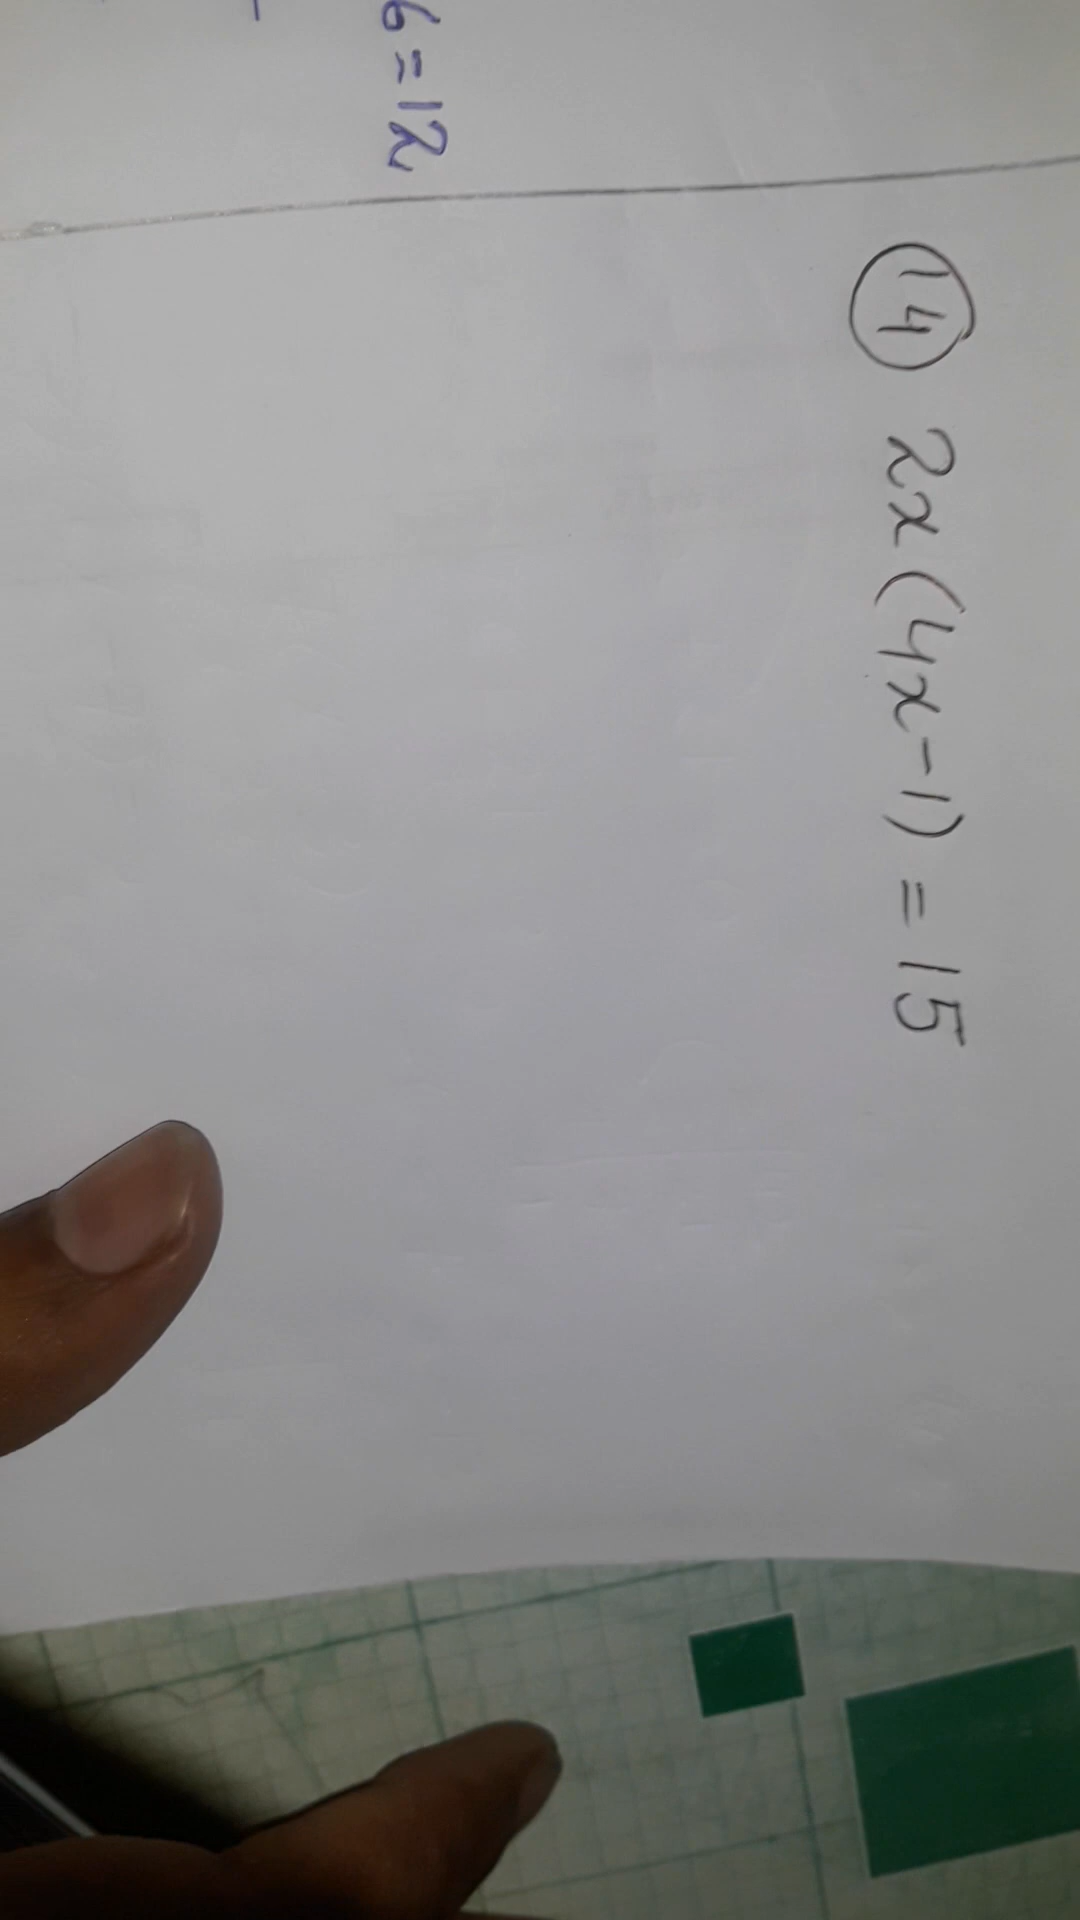 6=12
⑭ 2x(4x-1) = 15